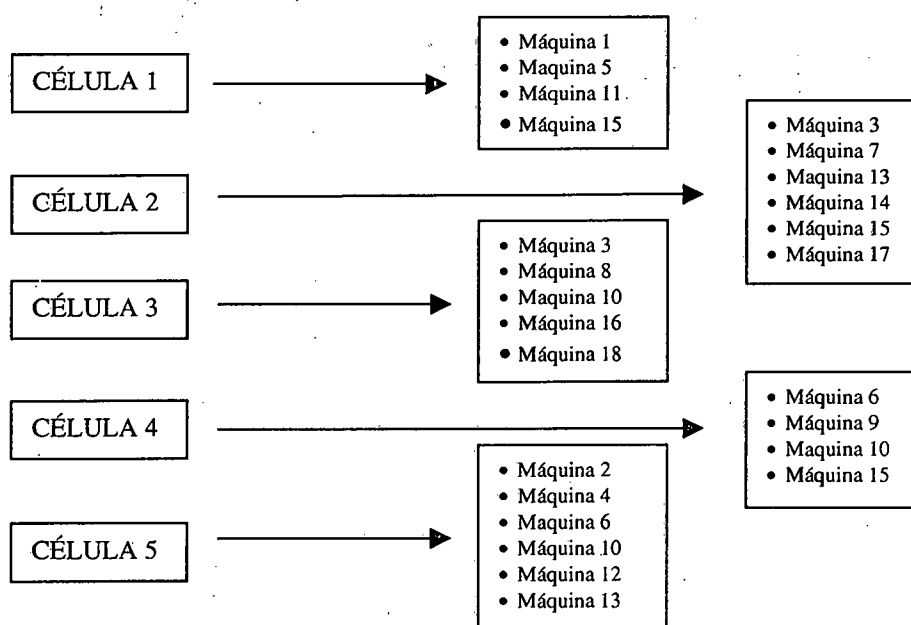 CÉLULA 1
• Máquina 1
• Maquina 5
• Máquina 11
• Máquina 15
CÉLULA 2
• Máquina 3
• Máquina 7
• Máquina 13
• Máquina 14
• Máquina 15
• Máquina 17
CÉLULA 3
• Máquina 3
• Máquina 8
• Maquina 10
• Máquina 16
• Máquina 18
CÉLULA 4
• Máquina 6
• Máquina 9
• Maquina 10
• Máquina 15
CÉLULA 5
• Máquina 2
• Máquina 4
• Maquina 6
• Máquina 10
• Máquina 12
• Máquina 13